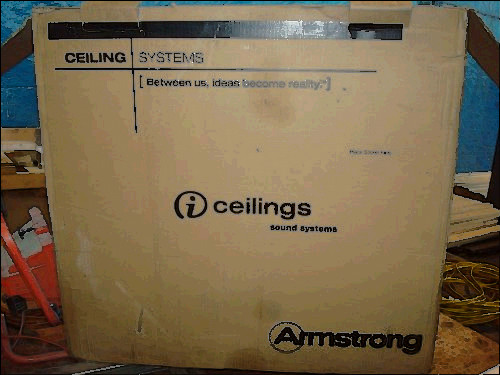 CEILING SYSTEMS
[ Between us, ideas become reality.™]
i ceilings
sound systems
Armstrong